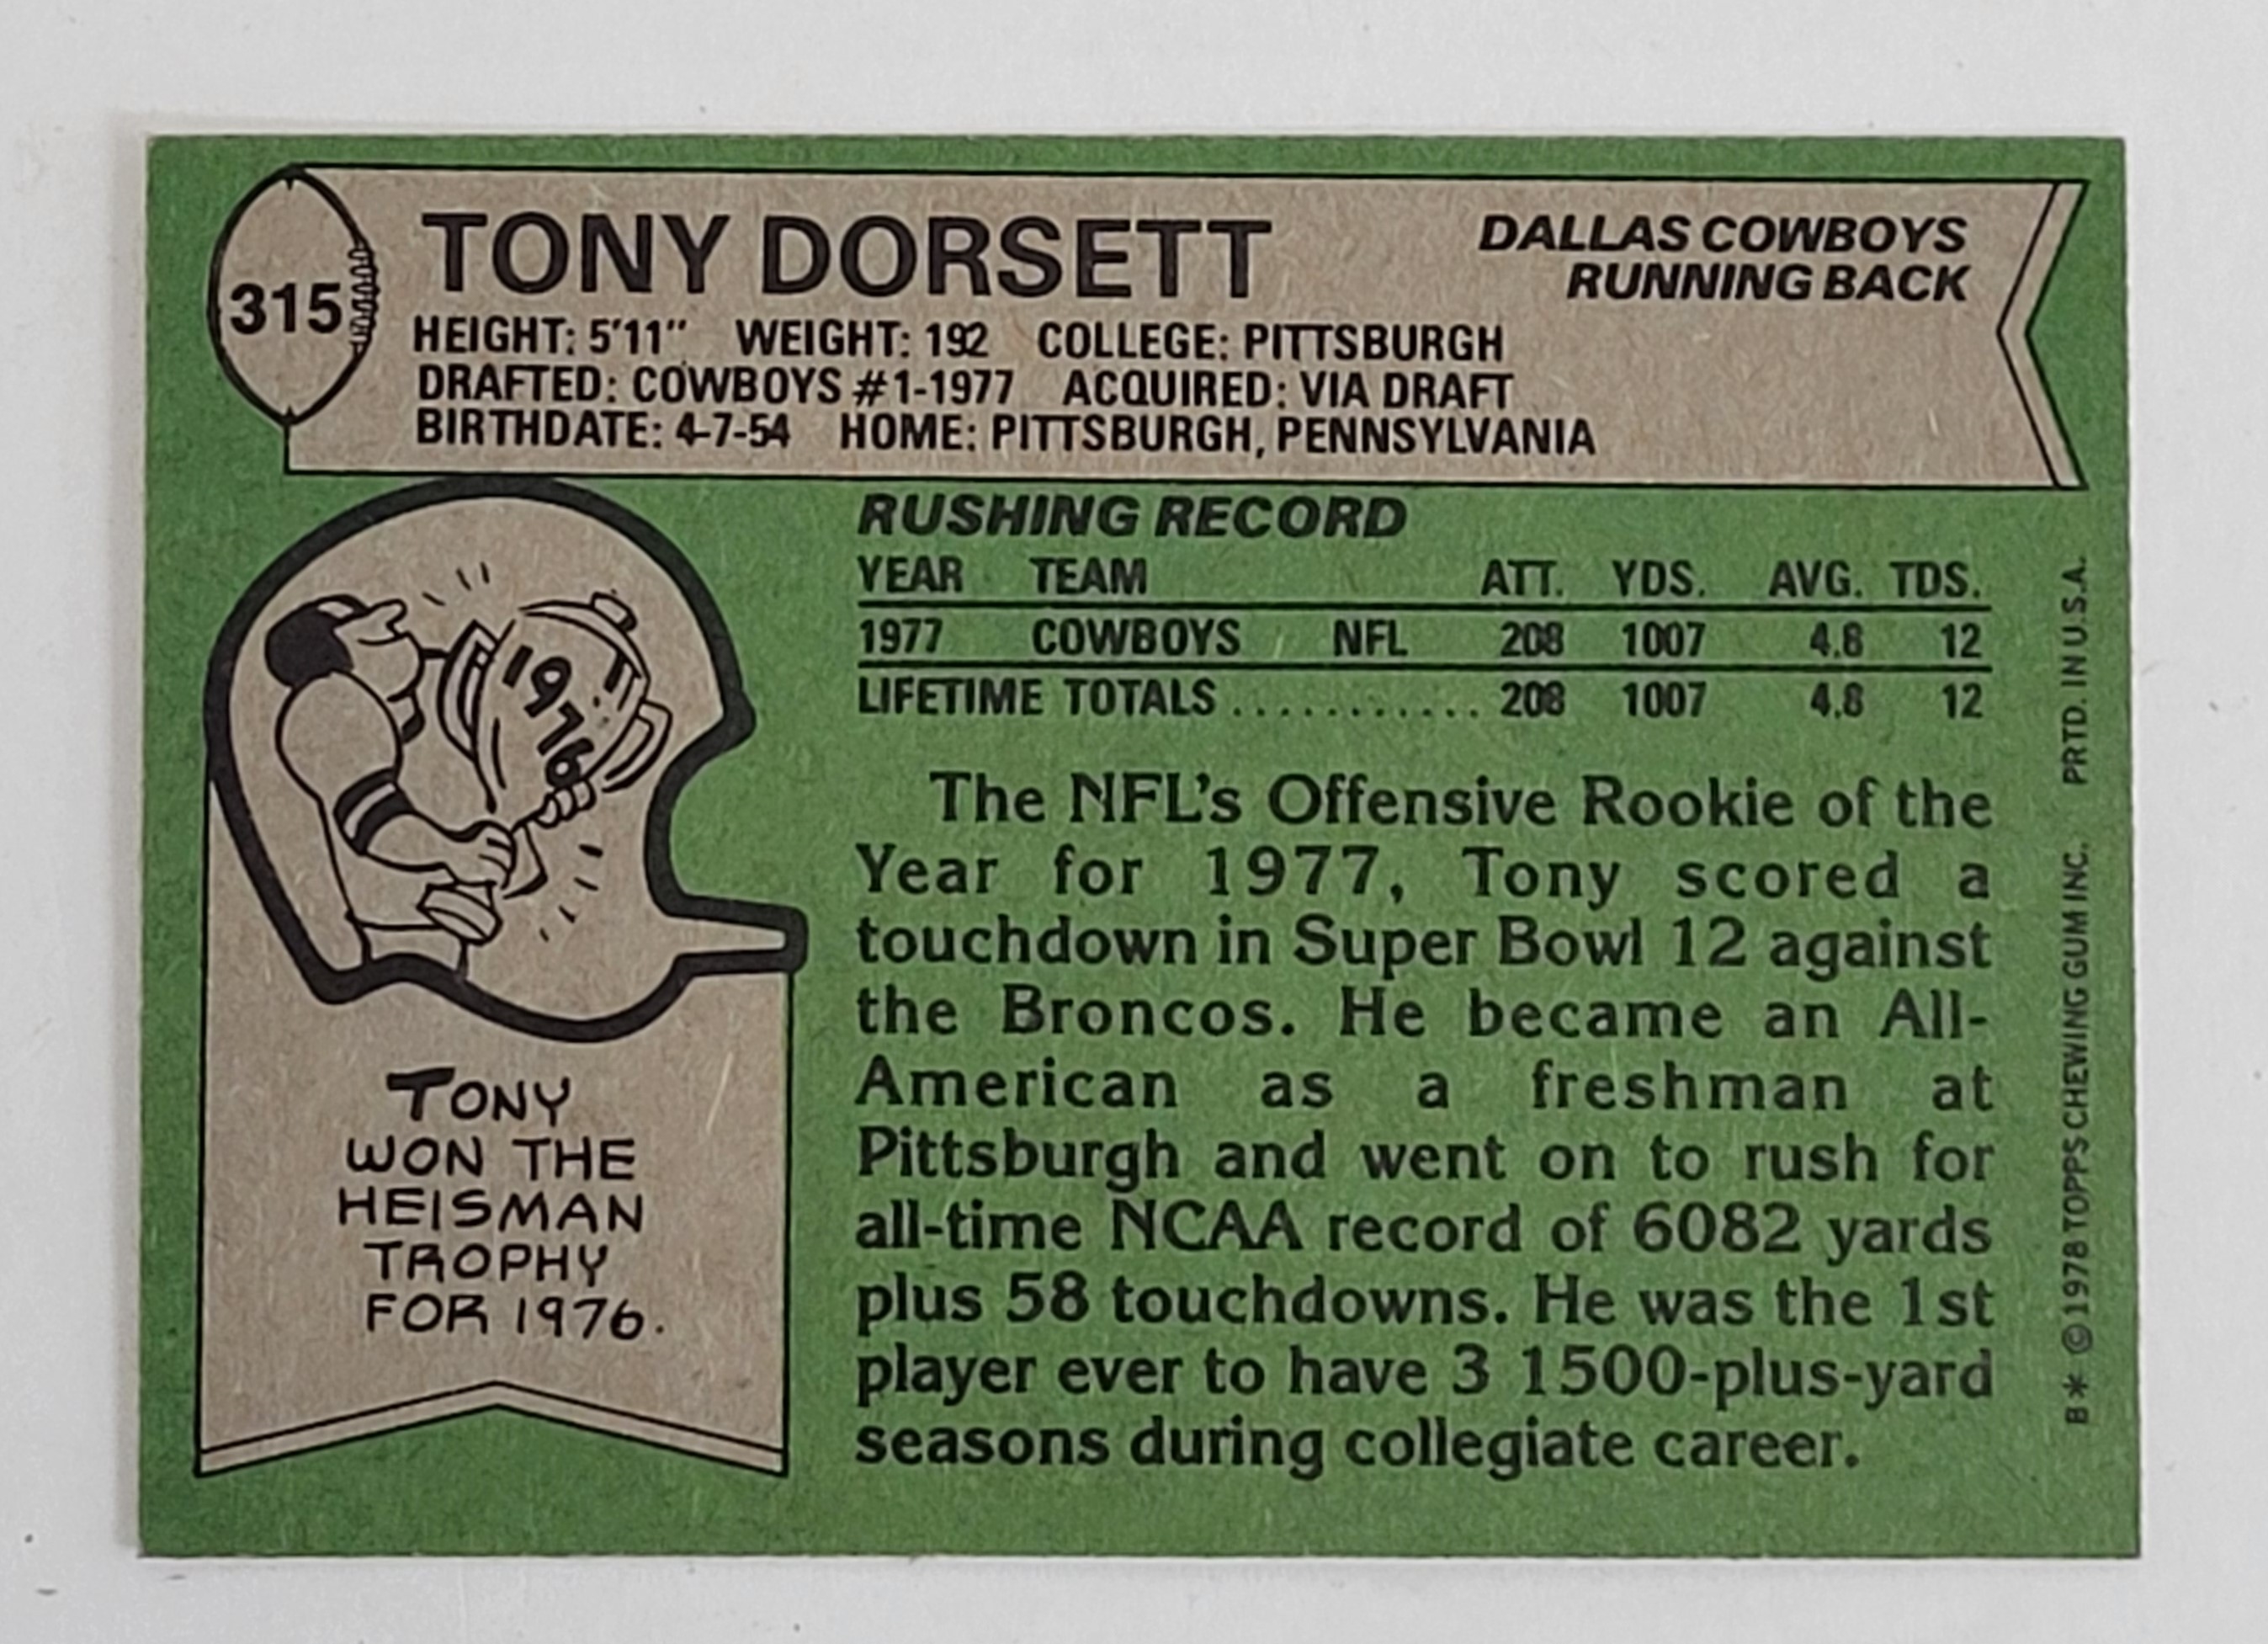 315
TONY DORSETT
DALLAS COWBOYS
RUNNING BACK
HEIGHT: 5'11" WEIGHT: 192 COLLEGE: PITTSBURGH
DRAFTED: COWBOYS #1-1977 ACQUIRED: VIA DRAFT
BIRTHDATE: 4-7-54 HOME: PITTSBURGH, PENNSYLVANIA
1976
TONY
WON THE
HEISMAN
TROPHY
FOR 1976.
RUSHING RECORD
YEAR TEAM ATT. YDS. AVG. TDS.
1977 COWBOYS NFL 208 1007 4.8 12
LIFETIME TOTALS ............ 208 1007 4.8 12
The NFL's Offensive Rookie of the
Year for 1977, Tony scored a
touchdown in Super Bowl 12 against
the Broncos. He became an All-
American as a freshman at
Pittsburgh and went on to rush for
all-time NCAA record of 6082 yards
plus 58 touchdowns. He was the 1st
player ever to have 3 1500-plus-yard
seasons during collegiate career.
B* © 1978 TOPPS CHEWING GUM INC. PRTD. IN U.S.A.